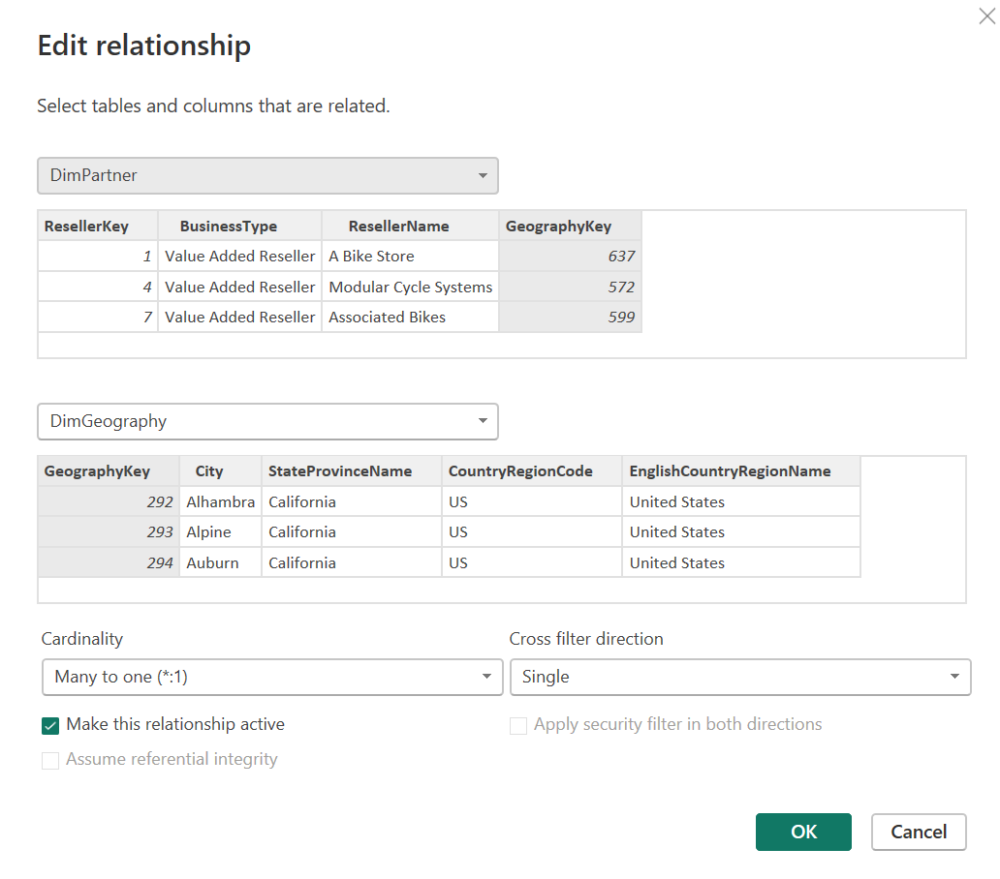 Edit relationship
Select tables and columns that are related.
DimPartner
ResellerKey BusinessType ResellerName GeographyKey
1 Value Added Reseller A Bike Store 637
4 Value Added Reseller Modular Cycle Systems 572
7 Value Added Reseller Associated Bikes 599
DimGeography
GeographyKey City StateProvinceName CountryRegionCode EnglishCountryRegionName
292 Alhambra California US United States
293 Alpine California US United States
294 Auburn California US United States
Cardinality Cross filter direction
Many to one (*:1) Single
Make this relationship active Apply security filter in both directions
Assume referential integrity
OK Cancel